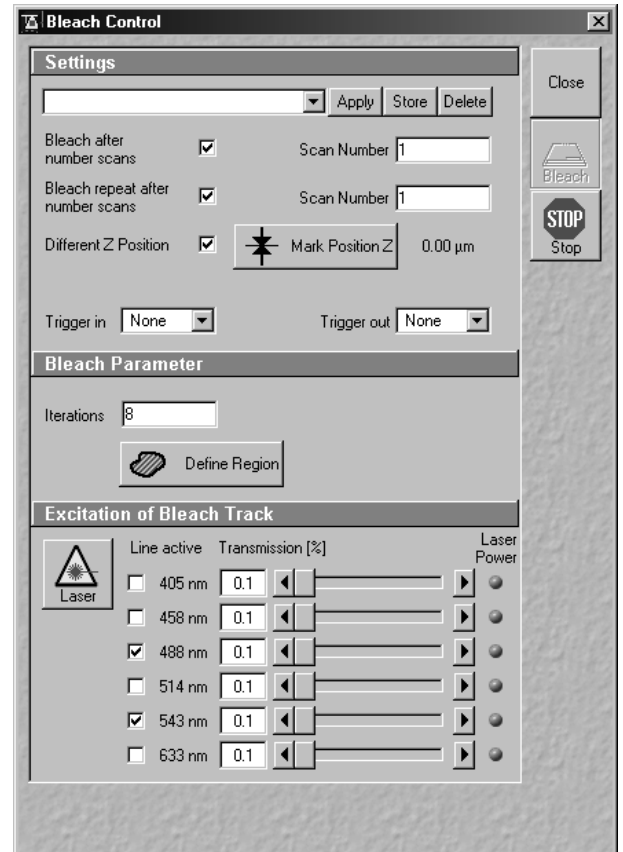 Bleach Control
Settings
Close
Apply Store Delete
Bleach after
number scans
Scan Number 1
Bleach
Bleach repeat after
number scans
Scan Number 1
STOP
Stop
Different Z Position
Mark Position Z
0.00 µm
Trigger in None
Trigger out None
Bleach Parameter
Iterations 8
Define Region
Excitation of Bleach Track
Laser
Line active Transmission [%]
Laser
Power
405 nm 0.1
458 nm 0.1
488 nm 0.1
514 nm 0.1
543 nm 0.1
633 nm 0.1